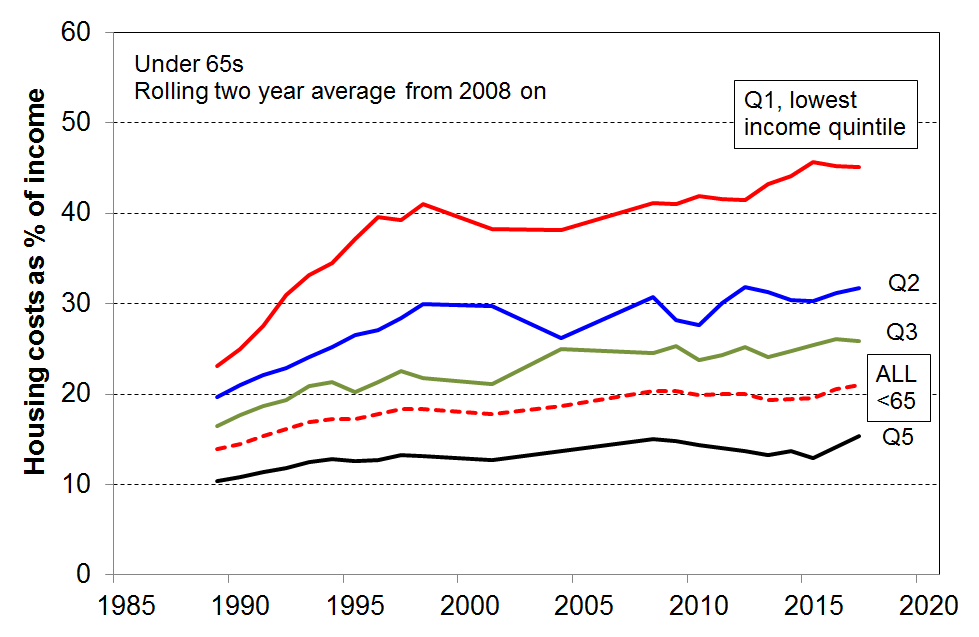 60
Under 65s
Rolling two year average from 2008 on
Q1, lowest
income quintile
50
40
30
20
10
0
Housing costs as % of income
Q2
Q3
ALL
<65
Q5
1985 1990 1995 2000 2005 2010 2015 2020